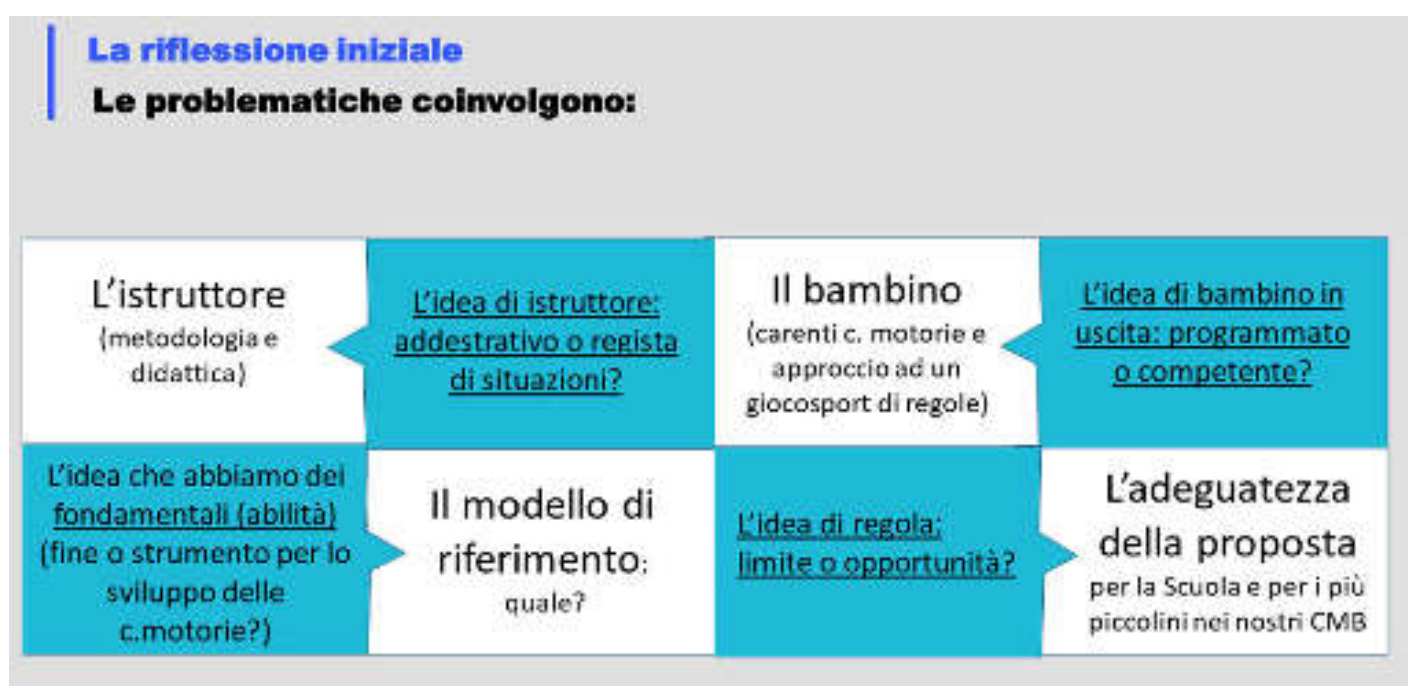 La riflessione iniziale
Le problematiche coinvolgono:
L'istruttore
(metodologia e
didattica)
L'idea di istruttore:
addestrativo o regista
di situazioni?
Il bambino
(carenti c. motorie e
approccio ad un
giocosport di regole)
L'idea di bambino in
uscita: programmato
o competente?
L'idea che abbiamo dei
fondamentali (abilità)
(fine o strumento per lo
sviluppo delle
c.motorie?)
Il modello di
riferimento:
quale?
L'idea di regola:
limite o opportunità?
L'adeguatezza
della proposta
per la Scuola e per i più
piccolini nei nostri CMB